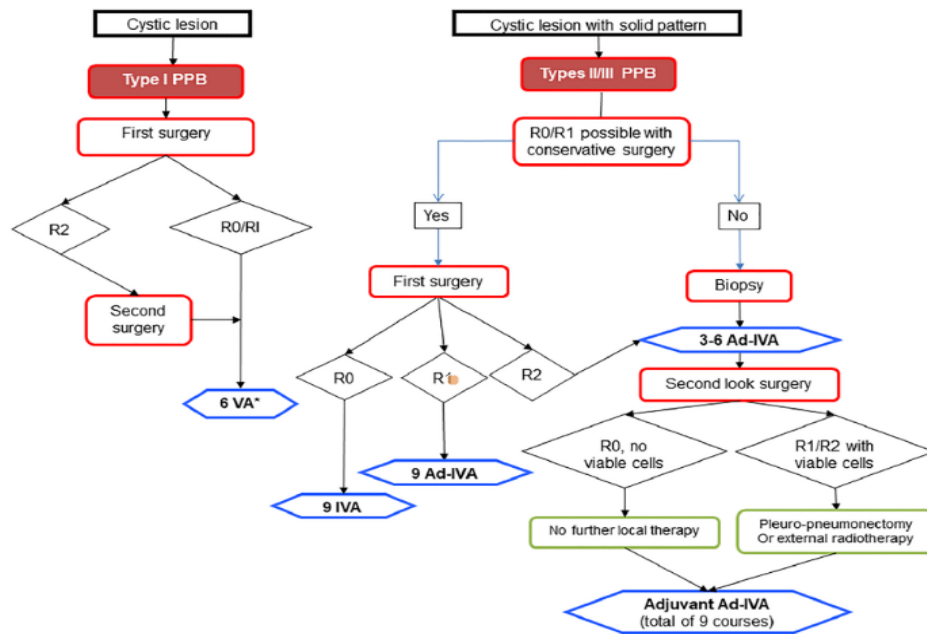 Cystic lesion
Type I PPB
First surgery
R2
R0/RI
Second
surgery
6 VA*
Cystic lesion with solid pattern
Types II/III PPB
R0/R1 possible with
conservative surgery
Yes
No
First surgery
Biopsy
R0
R1
R2
3-6 Ad-IVA
Second look surgery
9 Ad-IVA
9 IVA
R0, no
viable cells
R1/R2 with
viable cells
No further local therapy
Pleuro-pneumonectomy
Or external radiotherapy
Adjuvant Ad-IVA
(total of 9 courses)